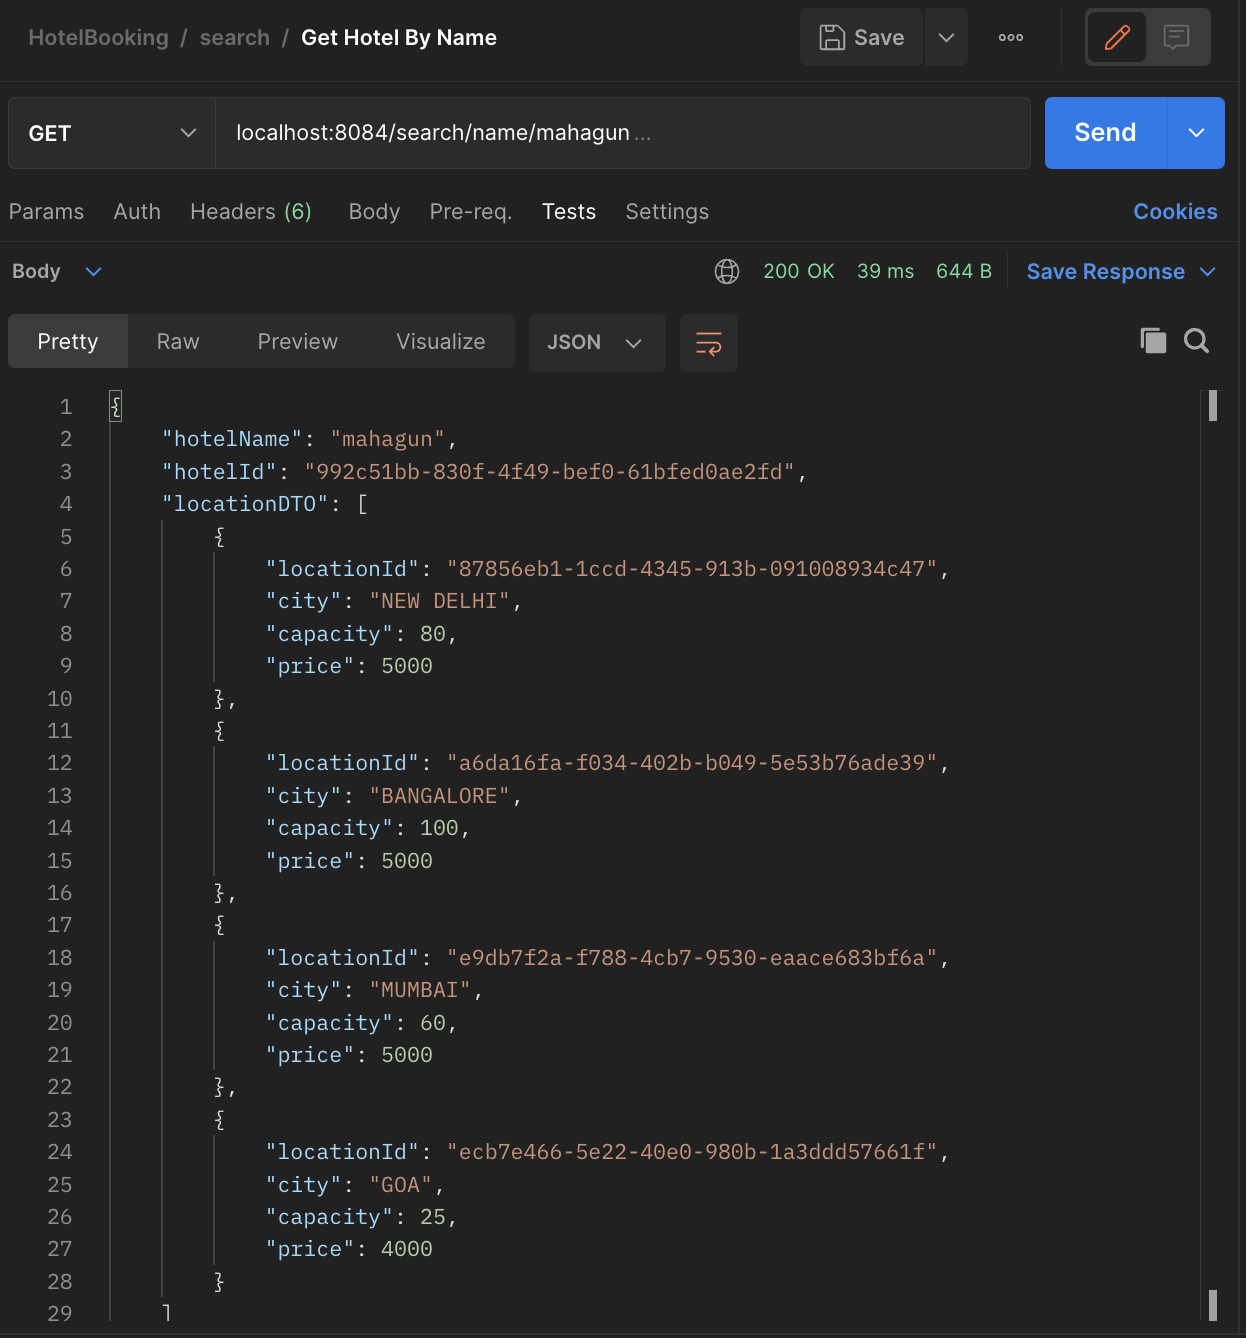 HotelBooking / search / Get Hotel By Name
Save
GET
localhost:8084/search/name/mahagun ...
Send
Params Auth Headers (6) Body Pre-req. Tests Settings Cookies
Body 200 OK 39 ms 644 B Save Response
Pretty Raw Preview Visualize JSON
1 {
2 "hotelName": "mahagun",
3 "hotelId": "992c51bb-830f-4f49-bef0-61bfed0ae2fd",
4 "locationDTO": [
5 {
6 "locationId": "87856eb1-1ccd-4345-913b-091008934c47",
7 "city": "NEW DELHI",
8 "capacity": 80,
9 "price": 5000
10 },
11 {
12 "locationId": "a6da16fa-f034-402b-b049-5e53b76ade39",
13 "city": "BANGALORE",
14 "capacity": 100,
15 "price": 5000
16 },
17 {
18 "locationId": "e9db7f2a-f788-4cb7-9530-eaace683bf6a",
19 "city": "MUMBAI",
20 "capacity": 60,
21 "price": 5000
22 },
23 {
24 "locationId": "ecb7e466-5e22-40e0-980b-1a3ddd57661f",
25 "city": "GOA",
26 "capacity": 25,
27 "price": 4000
28 }
29 ]